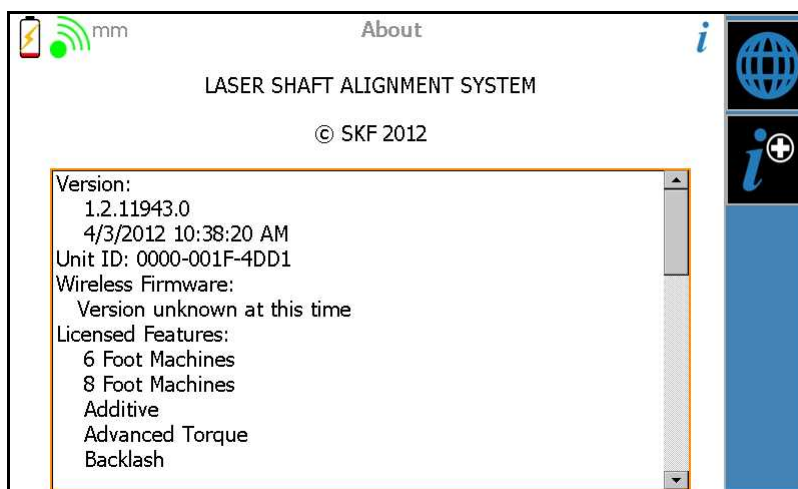 mm
About
i
LASER SHAFT ALIGNMENT SYSTEM
© SKF 2012
i
Version:
1.2.11943.0
4/3/2012 10:38:20 AM
Unit ID: 0000-001F-4DD1
Wireless Firmware:
Version unknown at this time
Licensed Features:
6 Foot Machines
8 Foot Machines
Additive
Advanced Torque
Backlash